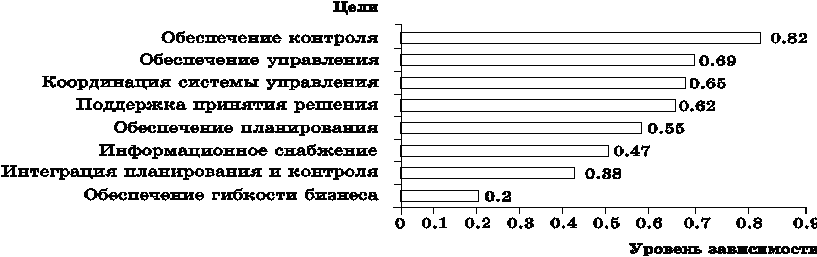 Цели
Обеспечение контроля 0.82
Обеспечение управления 0.69
Координация системы управления 0.65
Поддержка принятия решения 0.62
Обеспечение планирования 0.55
Информационное снабжение 0.47
Интеграция планирования и контроля 0.38
Обеспечение гибкости бизнеса 0.2
0 0.1 0.2 0.3 0.4 0.5 0.6 0.7 0.8 0.9
Уровень зависимости